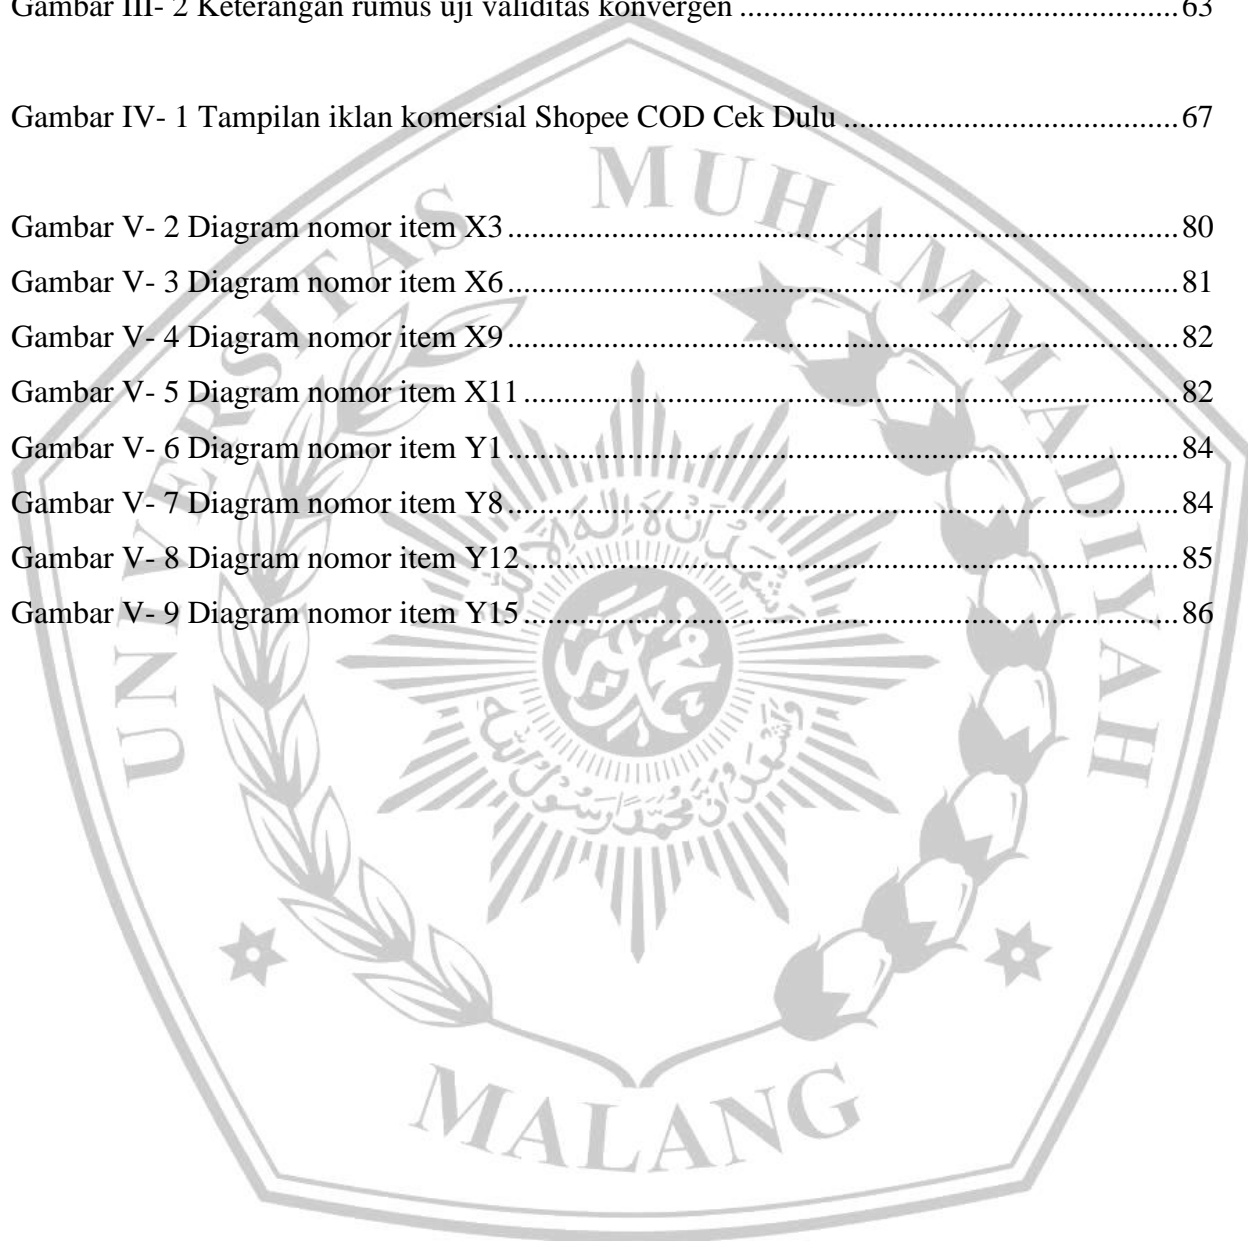 Gambar III- 2 Keterangan rumus uji validitas konvergen ....................................................... 63
Gambar IV- 1 Tampilan iklan komersial Shopee COD Cek Dulu .......................................... 67
Gambar V- 2 Diagram nomor item X3 .................................................................................... 80
Gambar V- 3 Diagram nomor item X6 .................................................................................... 81
Gambar V- 4 Diagram nomor item X9 .................................................................................... 82
Gambar V- 5 Diagram nomor item X11 .................................................................................. 82
Gambar V- 6 Diagram nomor item Y1 .................................................................................... 84
Gambar V- 7 Diagram nomor item Y8 .................................................................................... 84
Gambar V- 8 Diagram nomor item Y12 .................................................................................. 85
Gambar V- 9 Diagram nomor item Y15 .................................................................................. 86
UNIVERSITAS MUHAMMADIYAH
MALANG